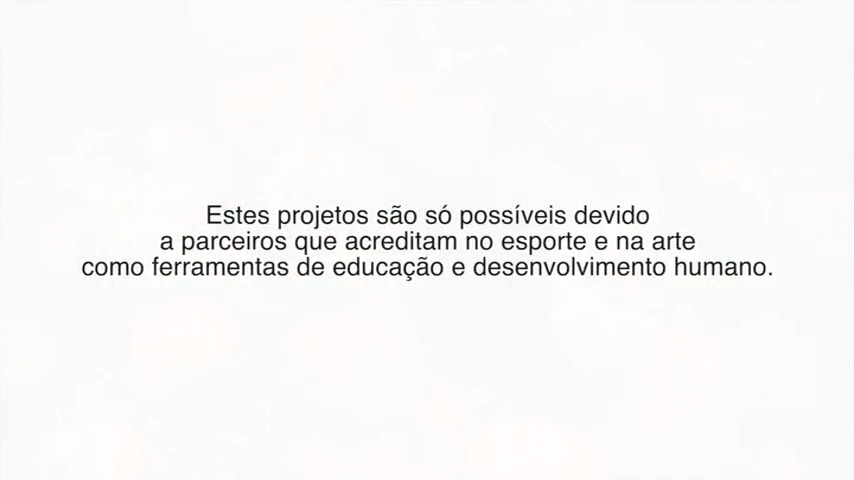 Estes projetos são só possíveis devido
a parceiros que acreditam no esporte e na arte
como ferramentas de educação e desenvolvimento humano.